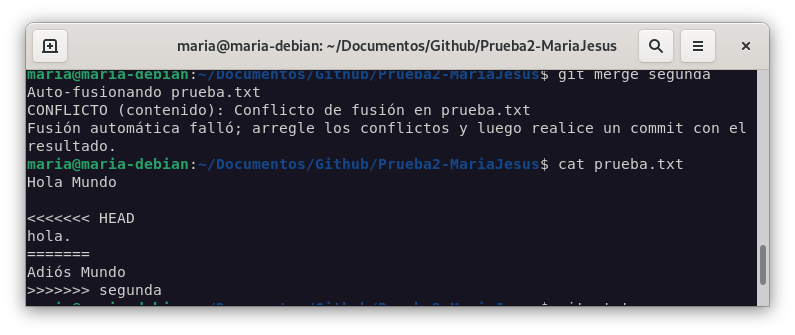 maria@maria-debian: ~/Documentos/Github/Prueba2-MariaJesus
maria@maria-debian:~/Documentos/Github/Prueba2-MariaJesus$ git merge segunda
Auto-fusionando prueba.txt
CONFLICTO (contenido): Conflicto de fusión en prueba.txt
Fusión automática falló; arregle los conflictos y luego realice un commit con el
resultado.
maria@maria-debian:~/Documentos/Github/Prueba2-MariaJesus$ cat prueba.txt
Hola Mundo
<<<<<<< HEAD
hola.
=======
Adiós Mundo
>>>>>>> segunda